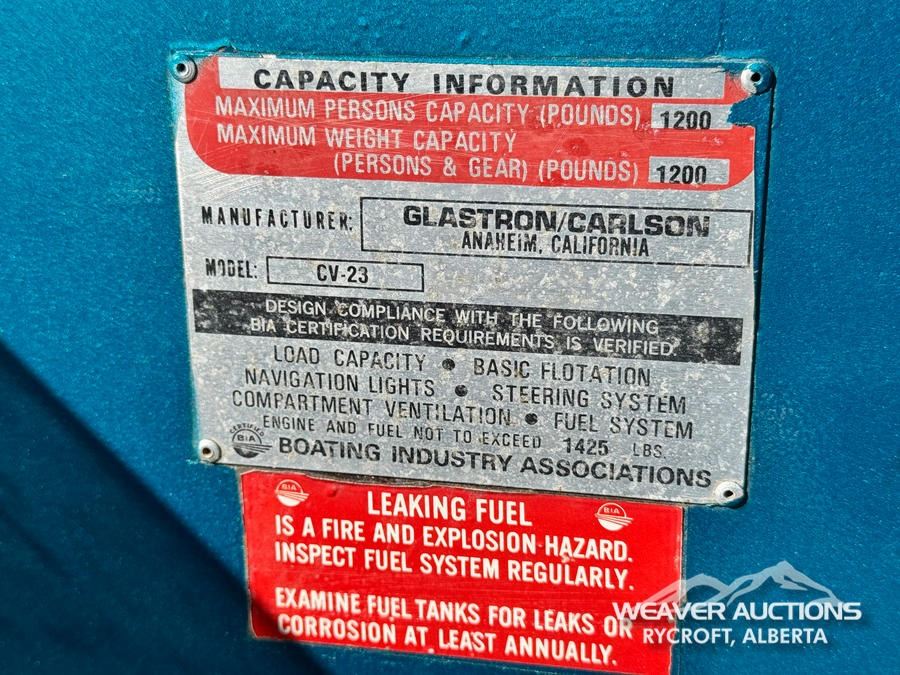 CAPACITY INFORMATION
MAXIMUM PERSONS CAPACITY (POUNDS) 1200
MAXIMUM WEIGHT CAPACITY
(PERSONS & GEAR) (POUNDS) 1200
MANUFACTURER: GLASTRON/CARLSON
ANAHEIM, CALIFORNIA
MODEL: CV-23
DESIGN COMPLIANCE WITH THE FOLLOWING
BIA CERTIFICATION REQUIREMENTS IS VERIFIED.
LOAD CAPACITY ● BASIC FLOTATION
NAVIGATION LIGHTS ● STEERING SYSTEM
COMPARTMENT VENTILATION ● FUEL SYSTEM
ENGINE AND FUEL NOT TO EXCEED 1425 LBS.
CERTIFIED
BIA
BOATING INDUSTRY ASSOCIATIONS
BIA
BIA
LEAKING FUEL
IS A FIRE AND EXPLOSION HAZARD.
INSPECT FUEL SYSTEM REGULARLY.
EXAMINE FUEL TANKS FOR LEAKS OR
CORROSION AT LEAST ANNUALLY.
WEAVER AUCTIONS
RYCROFT, ALBERTA